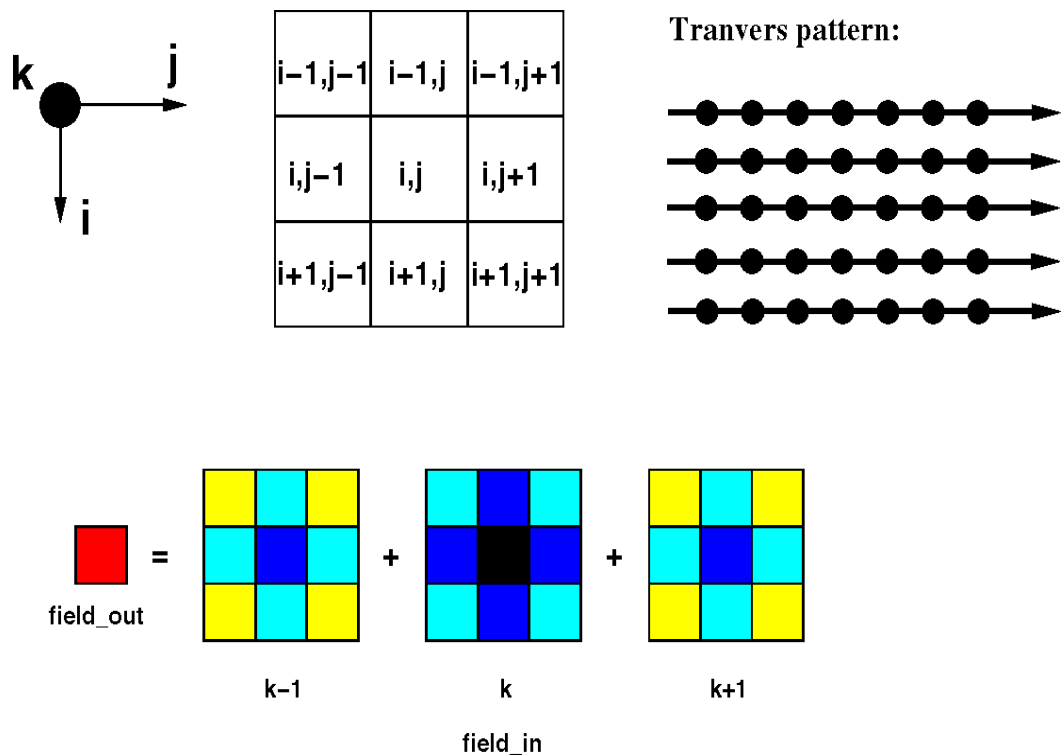 k
j
i
i−1,j−1 i−1,j i−1,j+1
i,j−1 i,j i,j+1
i+1,j−1 i+1,j i+1,j+1
Tranvers pattern:
= + +
field_out
k−1 k k+1
field_in